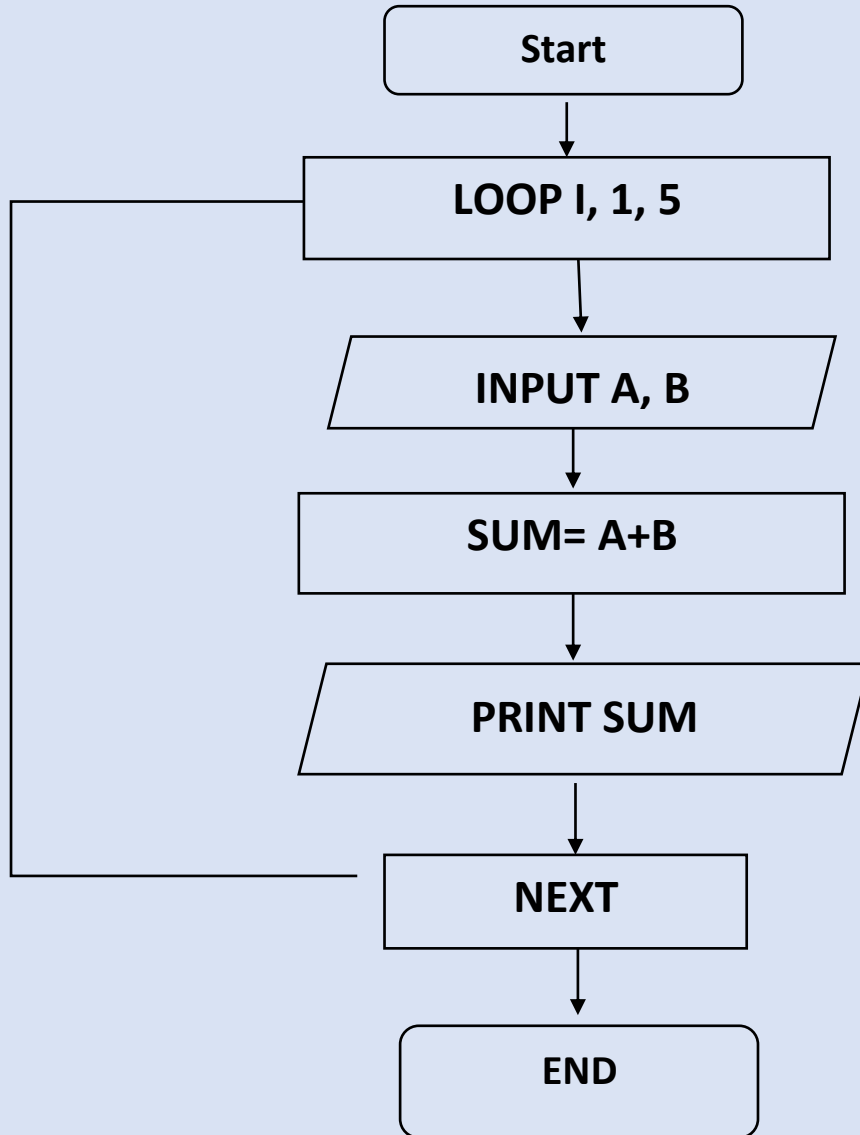 Start
LOOP I, 1, 5
INPUT A, B
SUM= A+B
PRINT SUM
NEXT
END